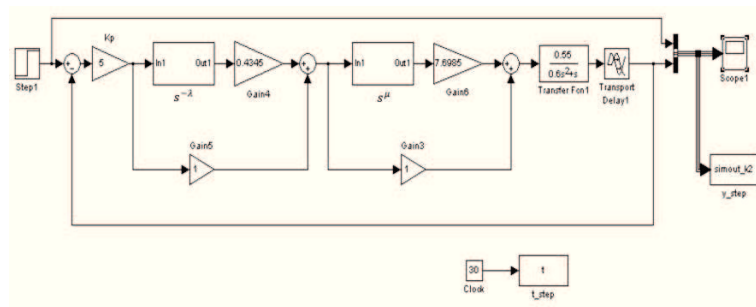 Step1
Kp
5
In1
Out1
s^{-λ}
0.4345
Gain4
Gain5
1
In1
Out1
s^{μ}
7.6985
Gain6
Gain3
1
0.55
0.6s²+s
Transfer Fcn1
Transport
Delay1
Scope1
simout_k2
y_step
30
Clock
t
t_step